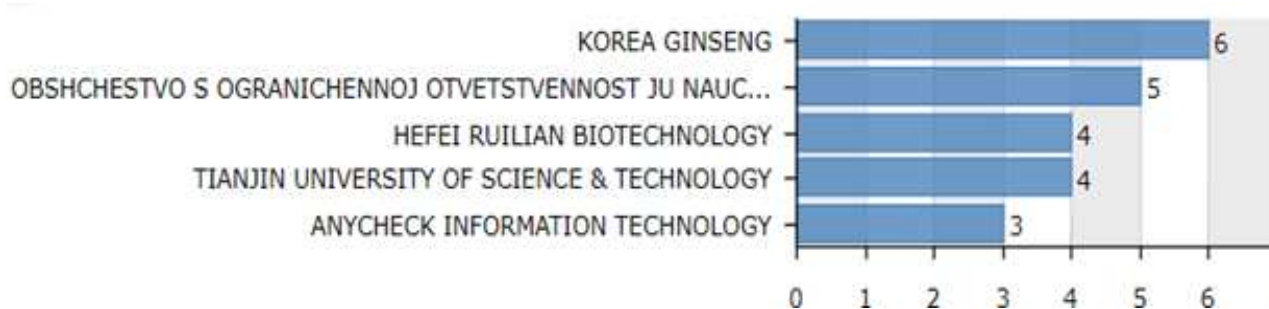 KOREA GINSENG 6
OBSHCHESTVO S OGRANICHENNOJ OTVETSTVENNOST JU NAUC... 5
HEFEI RUILIAN BIOTECHNOLOGY 4
TIANJIN UNIVERSITY OF SCIENCE & TECHNOLOGY 4
ANYCHECK INFORMATION TECHNOLOGY 3
0 1 2 3 4 5 6